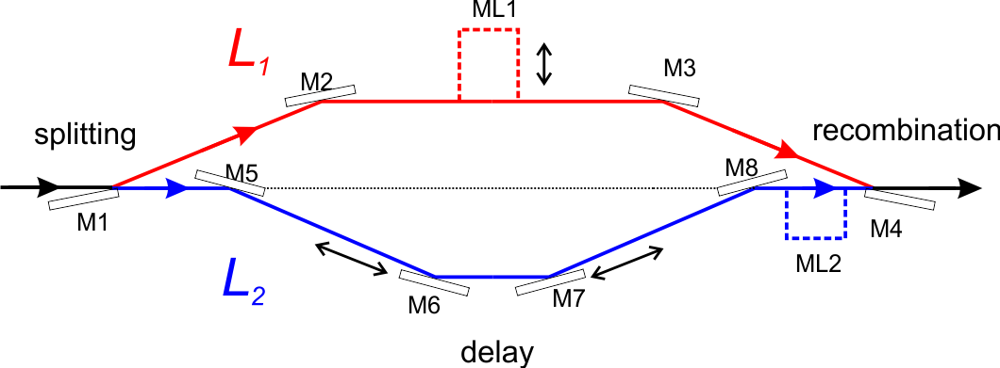 ML1
L1
M2
M3
splitting
recombination
M5
M8
M1
M4
L2
ML2
M6
M7
delay